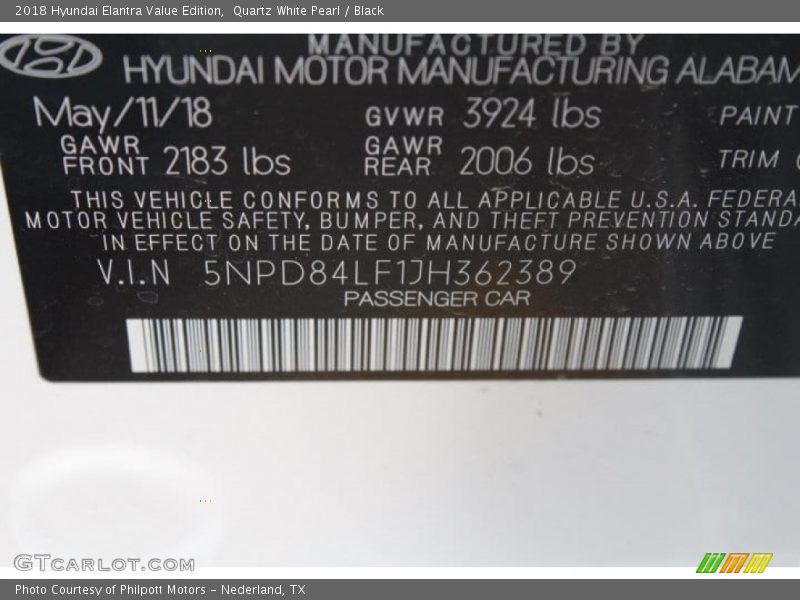 2018 Hyundai Elantra Value Edition,  Quartz White Pearl / Black
MANUFACTURED BY
HYUNDAI MOTOR MANUFACTURING ALABAM
May/11/18 GVWR 3924 lbs PAINT
GAWR FRONT 2183 lbs GAWR REAR 2006 lbs TRIM
THIS VEHICLE CONFORMS TO ALL APPLICABLE U.S.A. FEDERA
MOTOR VEHICLE SAFETY, BUMPER, AND THEFT PREVENTION STANDA
IN EFFECT ON THE DATE OF MANUFACTURE SHOWN ABOVE
V.I.N 5NPD84LF1JH362389
PASSENGER CAR
GTCARLOT.COM
Photo Courtesy of Philpott Motors - Nederland, TX